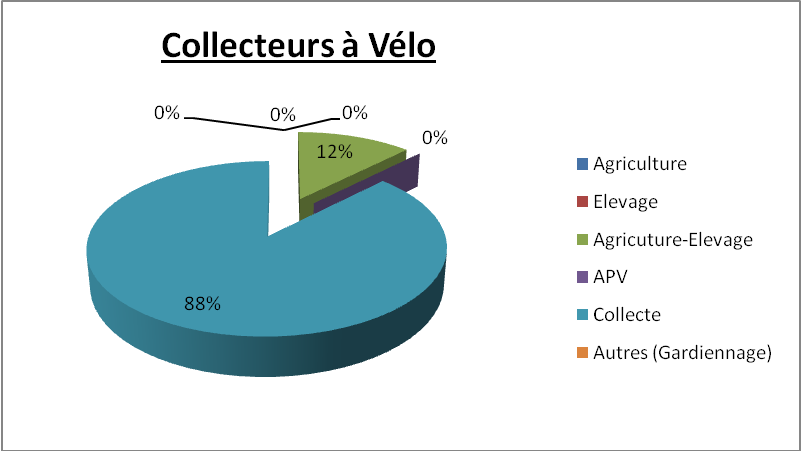 Collecteurs à Vélo
0%
0%
0%
12%
0%
88%
Agriculture
Elevage
Agricuture-Elevage
APV
Collecte
Autres (Gardiennage)